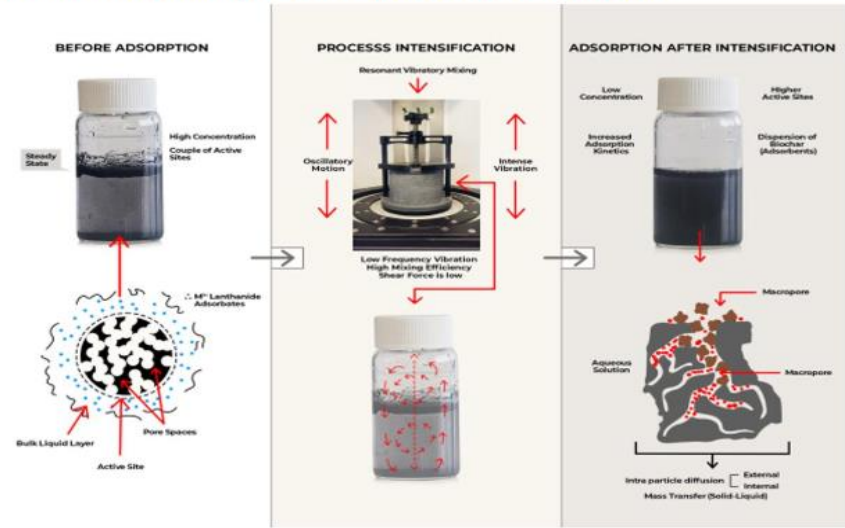 BEFORE ADSORPTION
High Concentration
Couple of Active
Sites
Steady
State
∴ M³⁺ Lanthanide
Adsorbates
Bulk Liquid Layer
Pore Spaces
Active Site
PROCESSS INTENSIFICATION
Resonant Vibratory Mixing
Oscillatory
Motion
Intense
Vibration
Low Frequency Vibration
High Mixing Efficiency
Shear Force is low
ADSORPTION AFTER INTENSIFICATION
Low
Concentration
Higher
Active Sites
Increased
Adsorption
Kinetics
Dispersion of
Biochar
(Adsorbents)
Macropore
Aqueous
Solution
Macropore
Intra particle diffusion
External
Internal
Mass Transfer (Solid-Liquid)